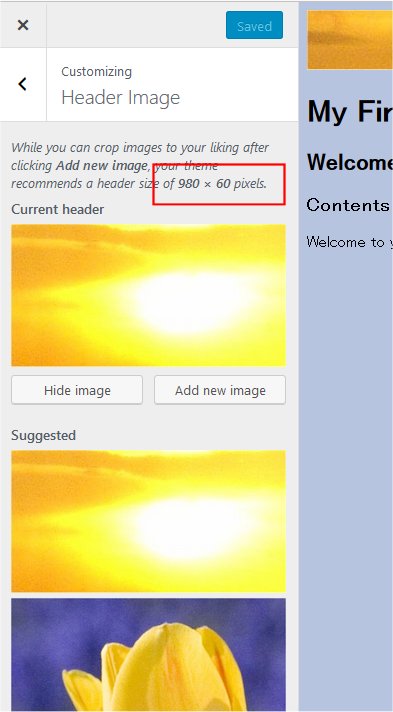 Saved
Customizing
Header Image
While you can crop images to your liking after
clicking Add new image, your theme
recommends a header size of 980 × 60 pixels.
Current header
Hide image
Add new image
Suggested
My Fir
Welcome
Contents
Welcome to